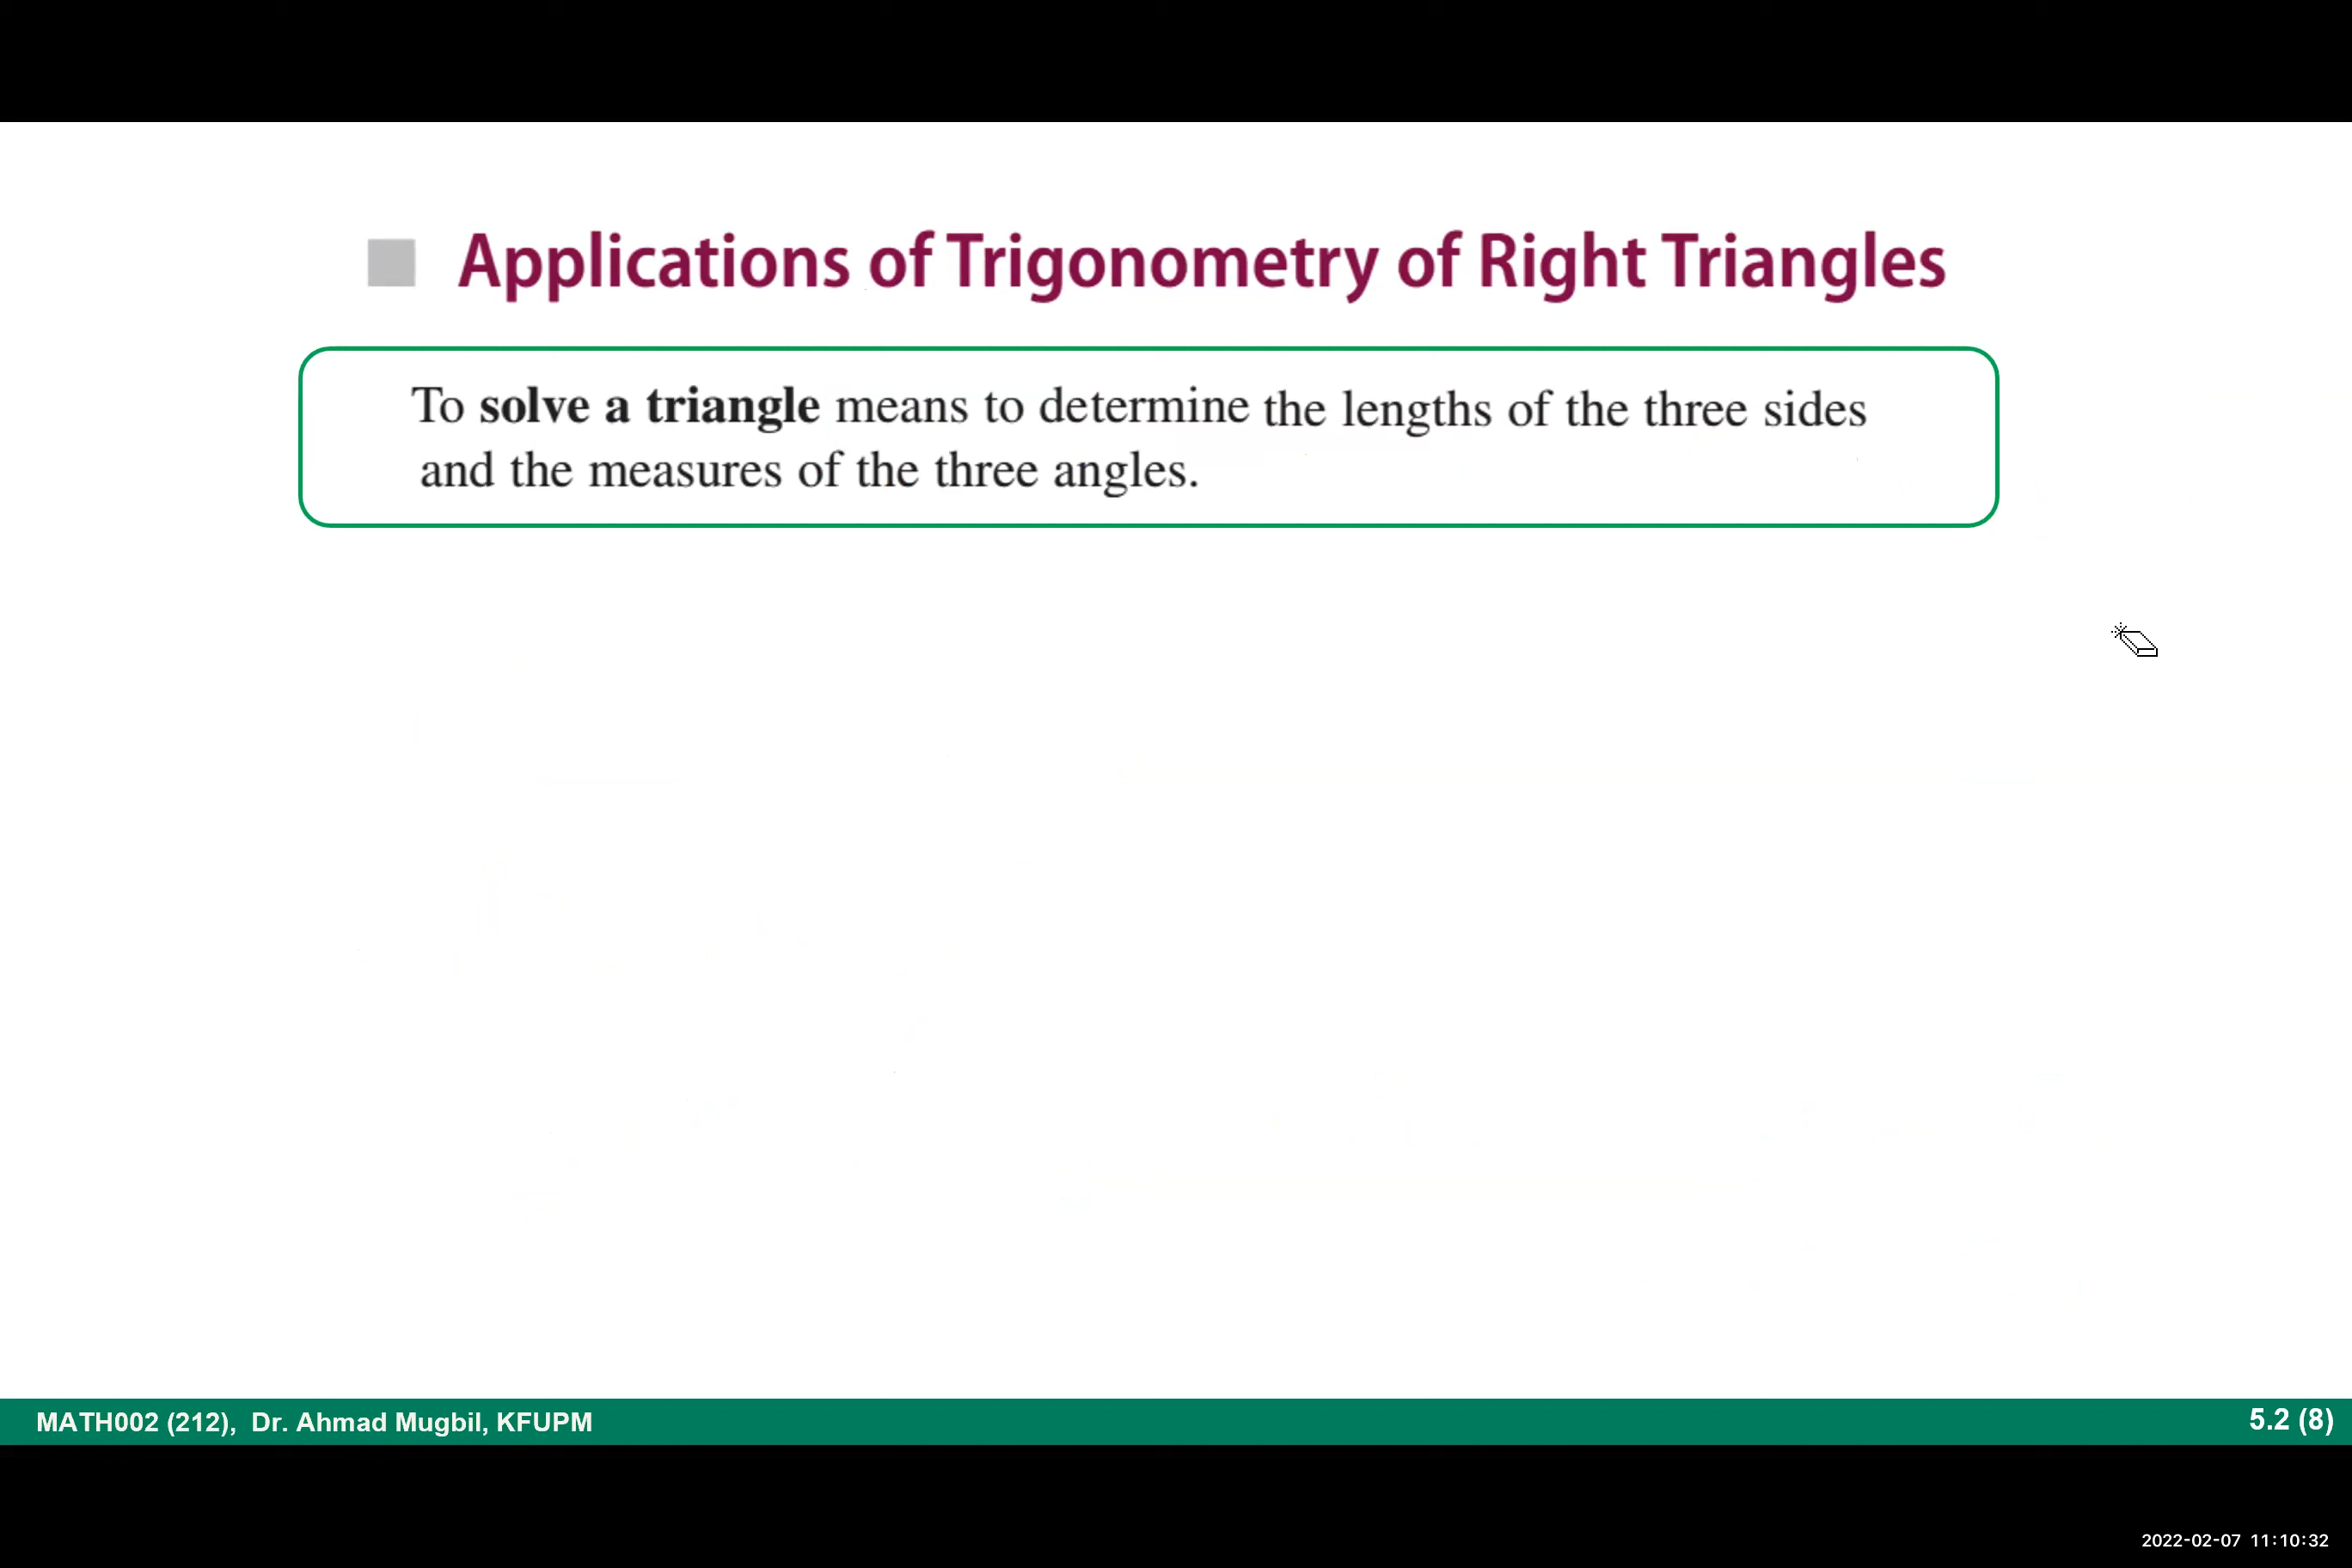 Applications of Trigonometry of Right Triangles
To solve a triangle means to determine the lengths of the three sides
and the measures of the three angles.
MATH002 (212), Dr. Ahmad Mugbil, KFUPM
5.2 (8)
2022-02-07 11:10:32